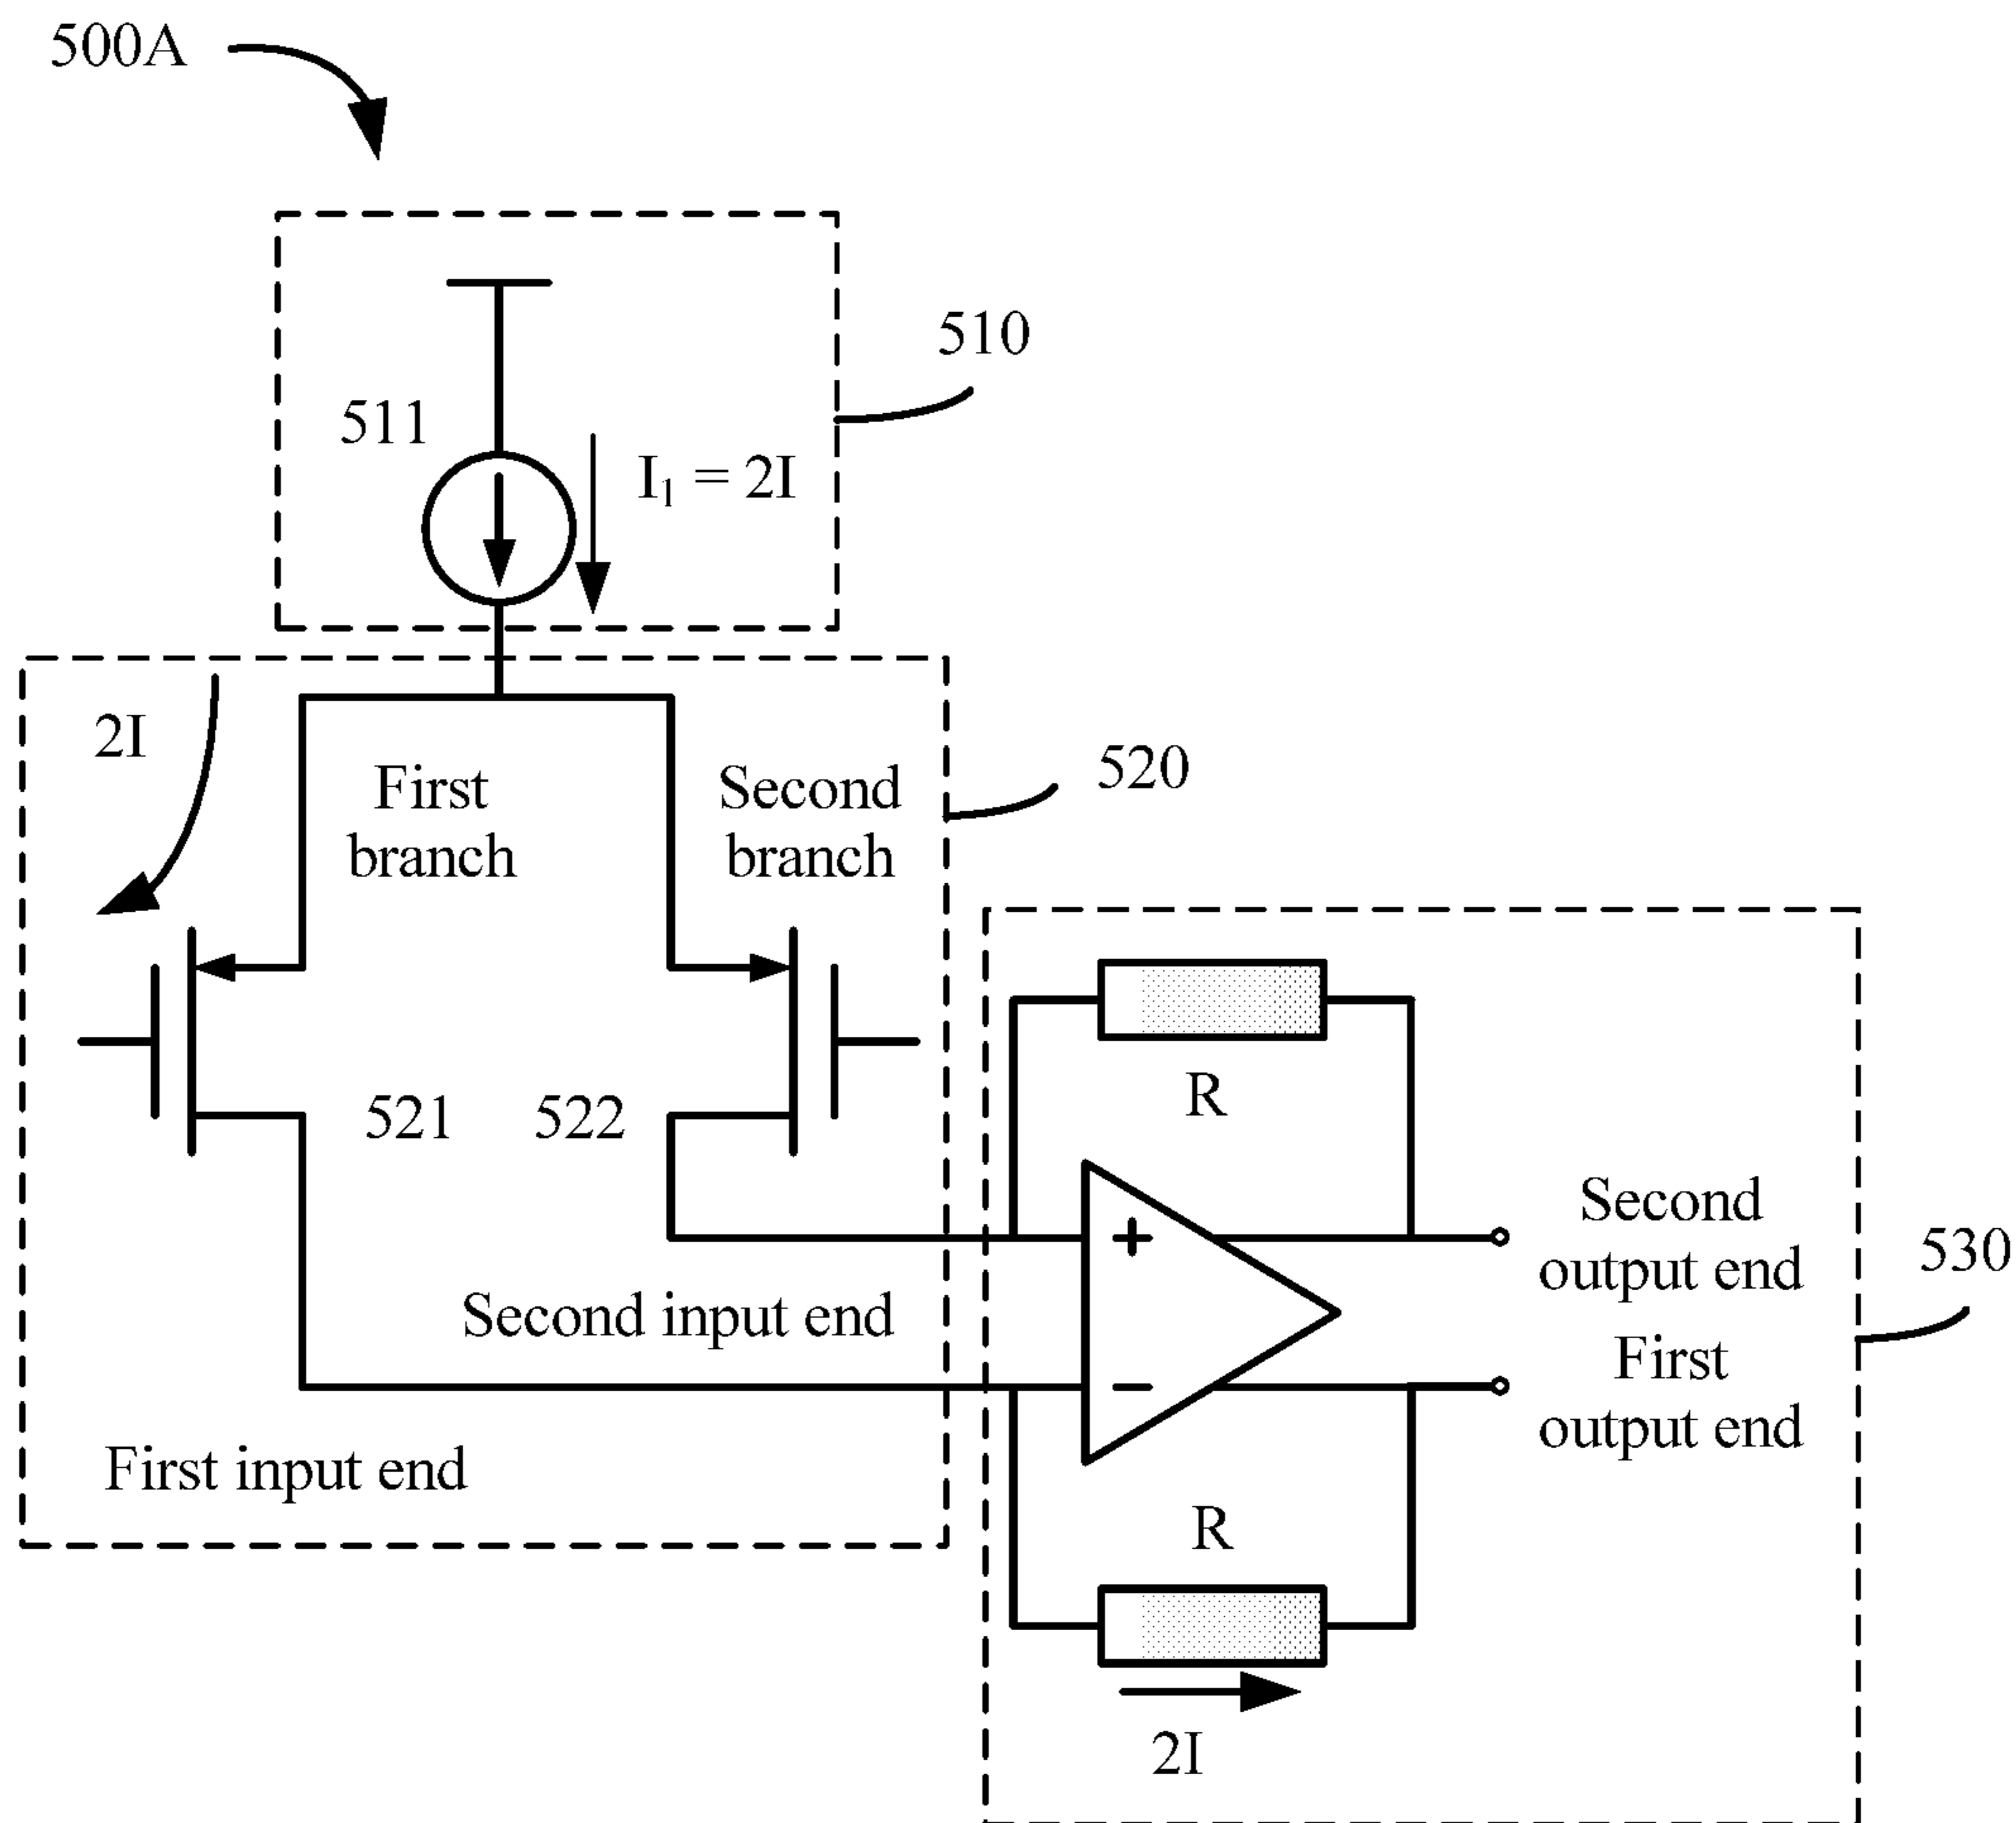 500A
510
511
I₁ = 2I
2I
First
branch
Second
branch
520
521
522
R
+
Second
output end
530
Second input end
First
output end
−
First input end
R
2I